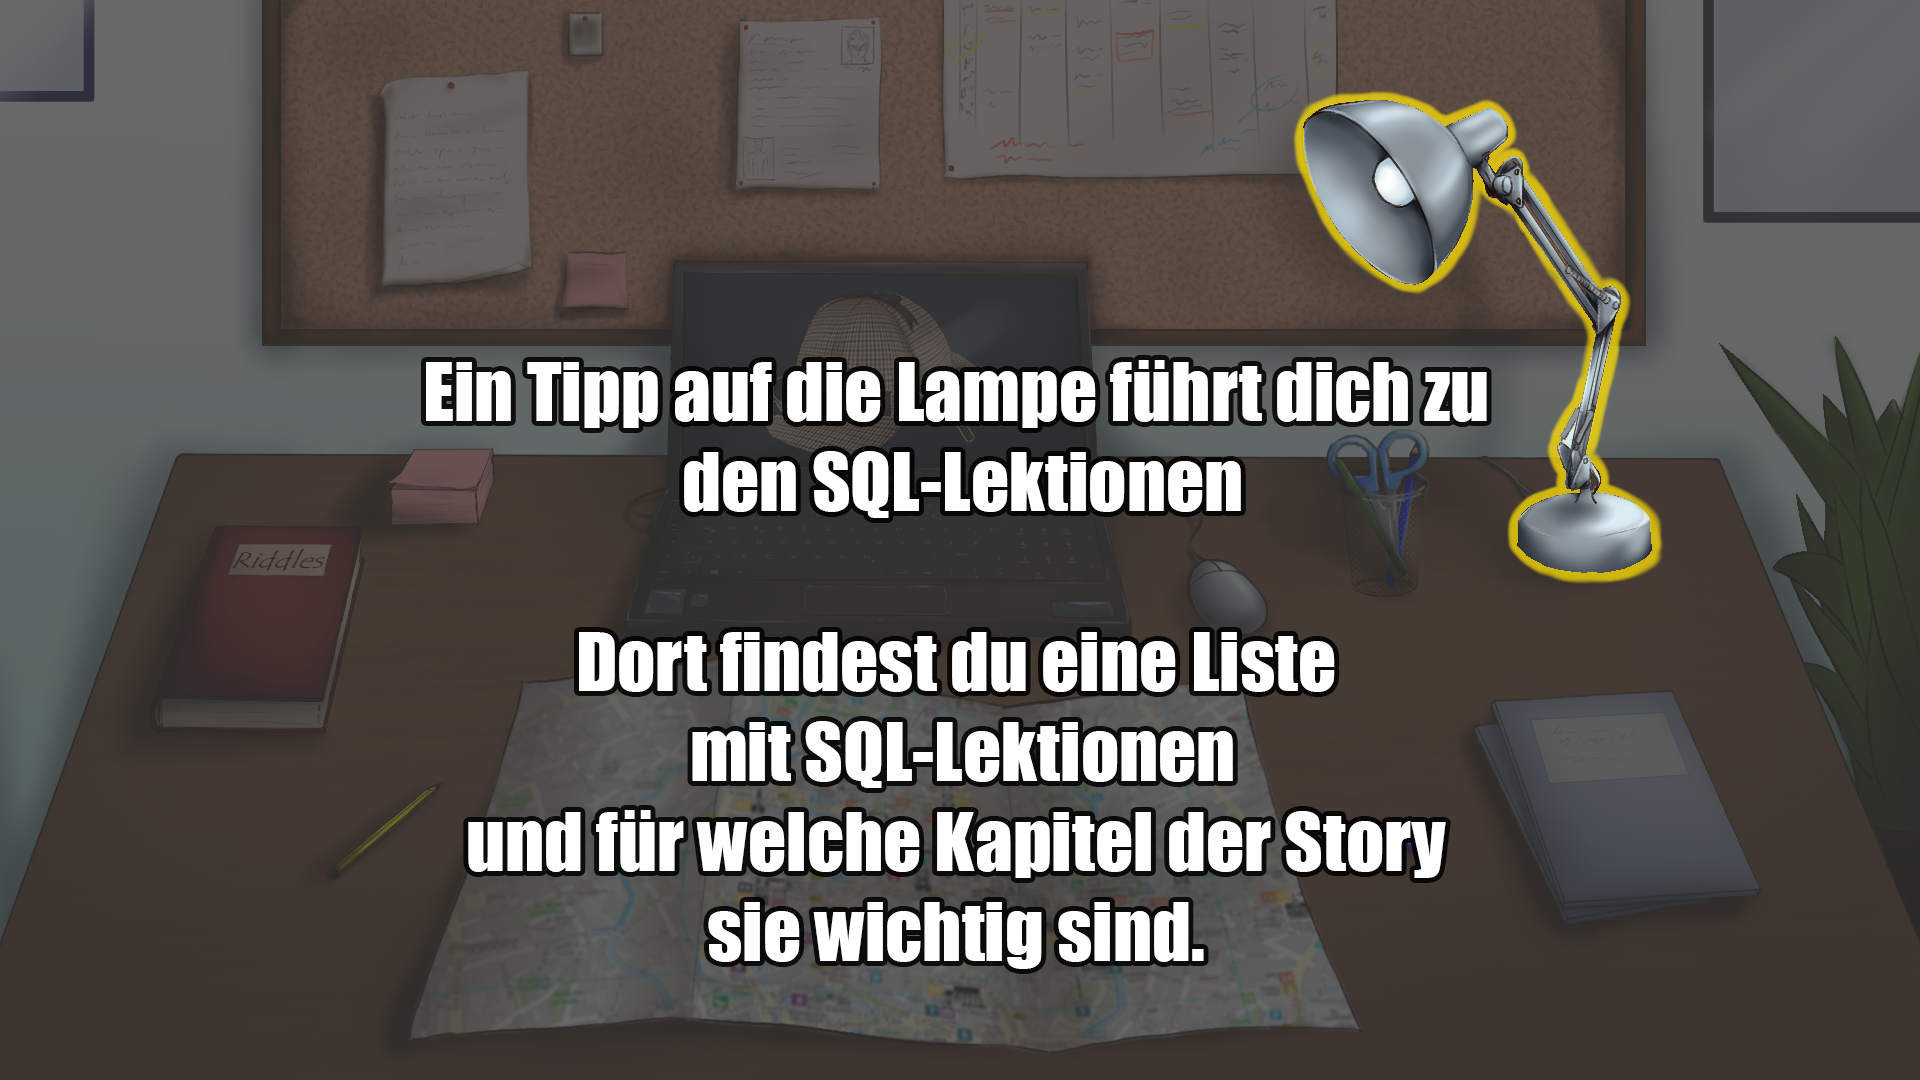 Ein Tipp auf die Lampe führt dich zu
den SQL-Lektionen
Riddles
Dort findest du eine Liste
mit SQL-Lektionen
und für welche Kapitel der Story
sie wichtig sind.